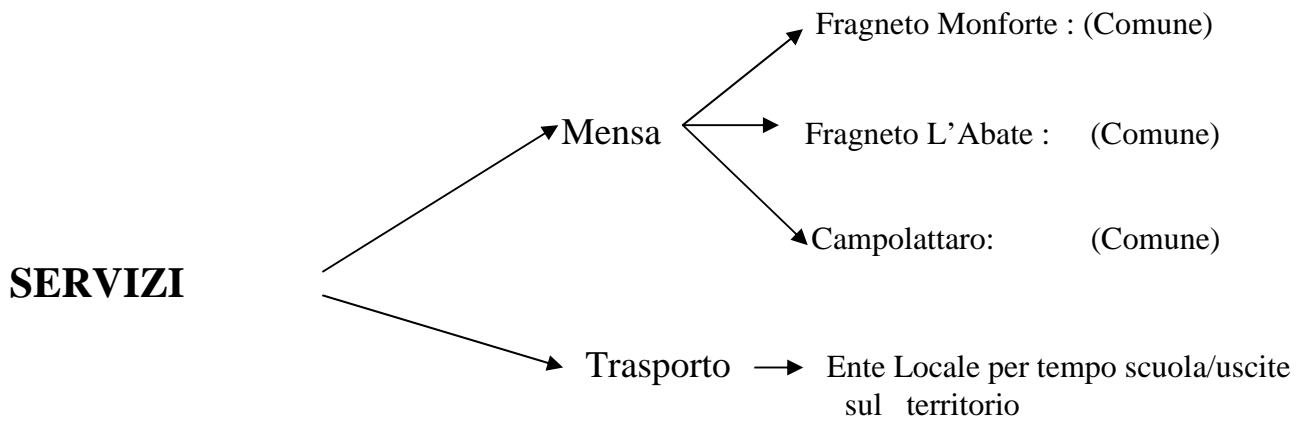 Fragneto Monforte : (Comune)
Mensa
Fragneto L’Abate : (Comune)
Campolattaro: (Comune)
SERVIZI
Trasporto
Ente Locale per tempo scuola/uscite
sul territorio